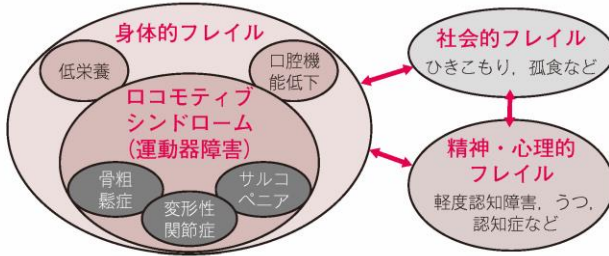 身体的フレイル
低栄養
口腔機
能低下
ロコモティブ
シンドローム
(運動器障害)
骨粗
鬆症
変形性
関節症
サルコ
ペニア
社会的フレイル
ひきこもり,孤食など
精神・心理的
フレイル
軽度認知障害,うつ,
認知症など